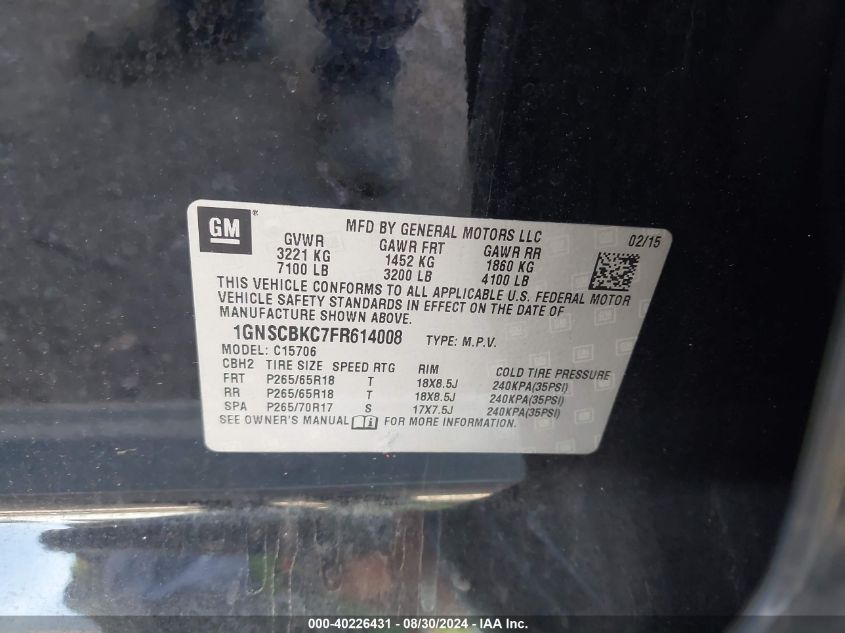 GM ®
MFD BY GENERAL MOTORS LLC 02/15
GVWR GAWR FRT GAWR RR
3221 KG 1452 KG 1860 KG
7100 LB 3200 LB 4100 LB
THIS VEHICLE CONFORMS TO ALL APPLICABLE U.S. FEDERAL MOTOR
VEHICLE SAFETY STANDARDS IN EFFECT ON THE DATE OF
MANUFACTURE SHOWN ABOVE.
1GNSCBKC7FR614008 TYPE: M.P.V.
MODEL: C15706
CBH2 TIRE SIZE SPEED RTG RIM COLD TIRE PRESSURE
FRT P265/65R18 T 18X8.5J 240KPA(35PSI)
RR P265/65R18 T 18X8.5J 240KPA(35PSI)
SPA P265/70R17 S 17X7.5J 240KPA(35PSI)
SEE OWNER'S MANUAL i FOR MORE INFORMATION.
000-40226431 - 08/30/2024 - IAA Inc.